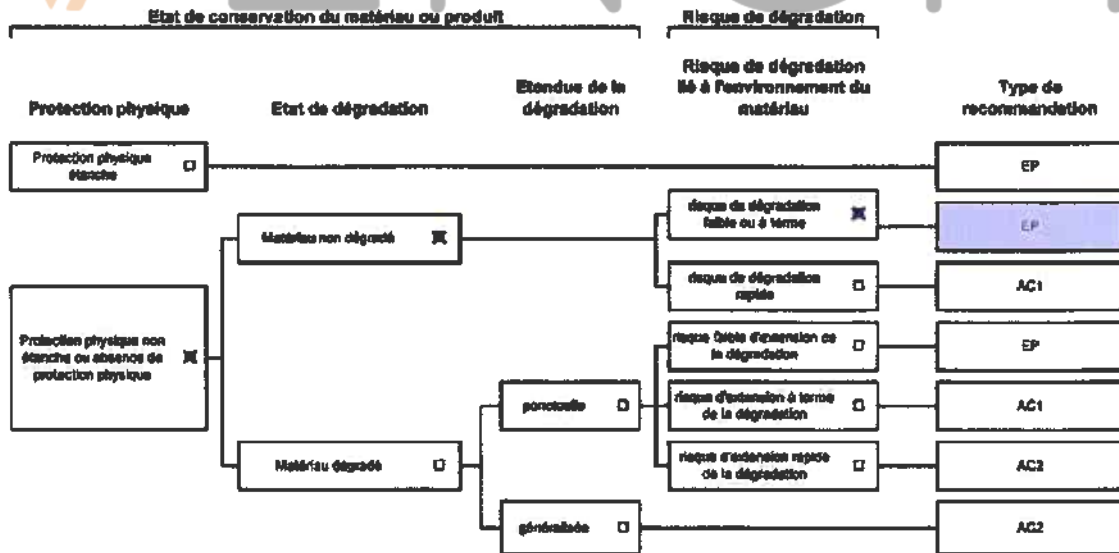 Etat de conservation du matériau ou produit
Risque de dégradation
Protection physique
Etat de dégradation
Etendue de la
dégradation
Risque de dégradation
lié à l'environnement du
matériau
Type de
recommandation
Protection physique
étanche
EP
Matériau non dégradé
risque de dégradation
faible ou à terme
EP
risque de dégradation
rapide
AC1
Protection physique non
étanche ou absence de
protection physique
risque faible d'extension de
la dégradation
EP
ponctuelle
risque d'extension à terme
de la dégradation
AC1
Matériau dégradé
risque d'extension rapide
de la dégradation
AC2
généralisée
AC2